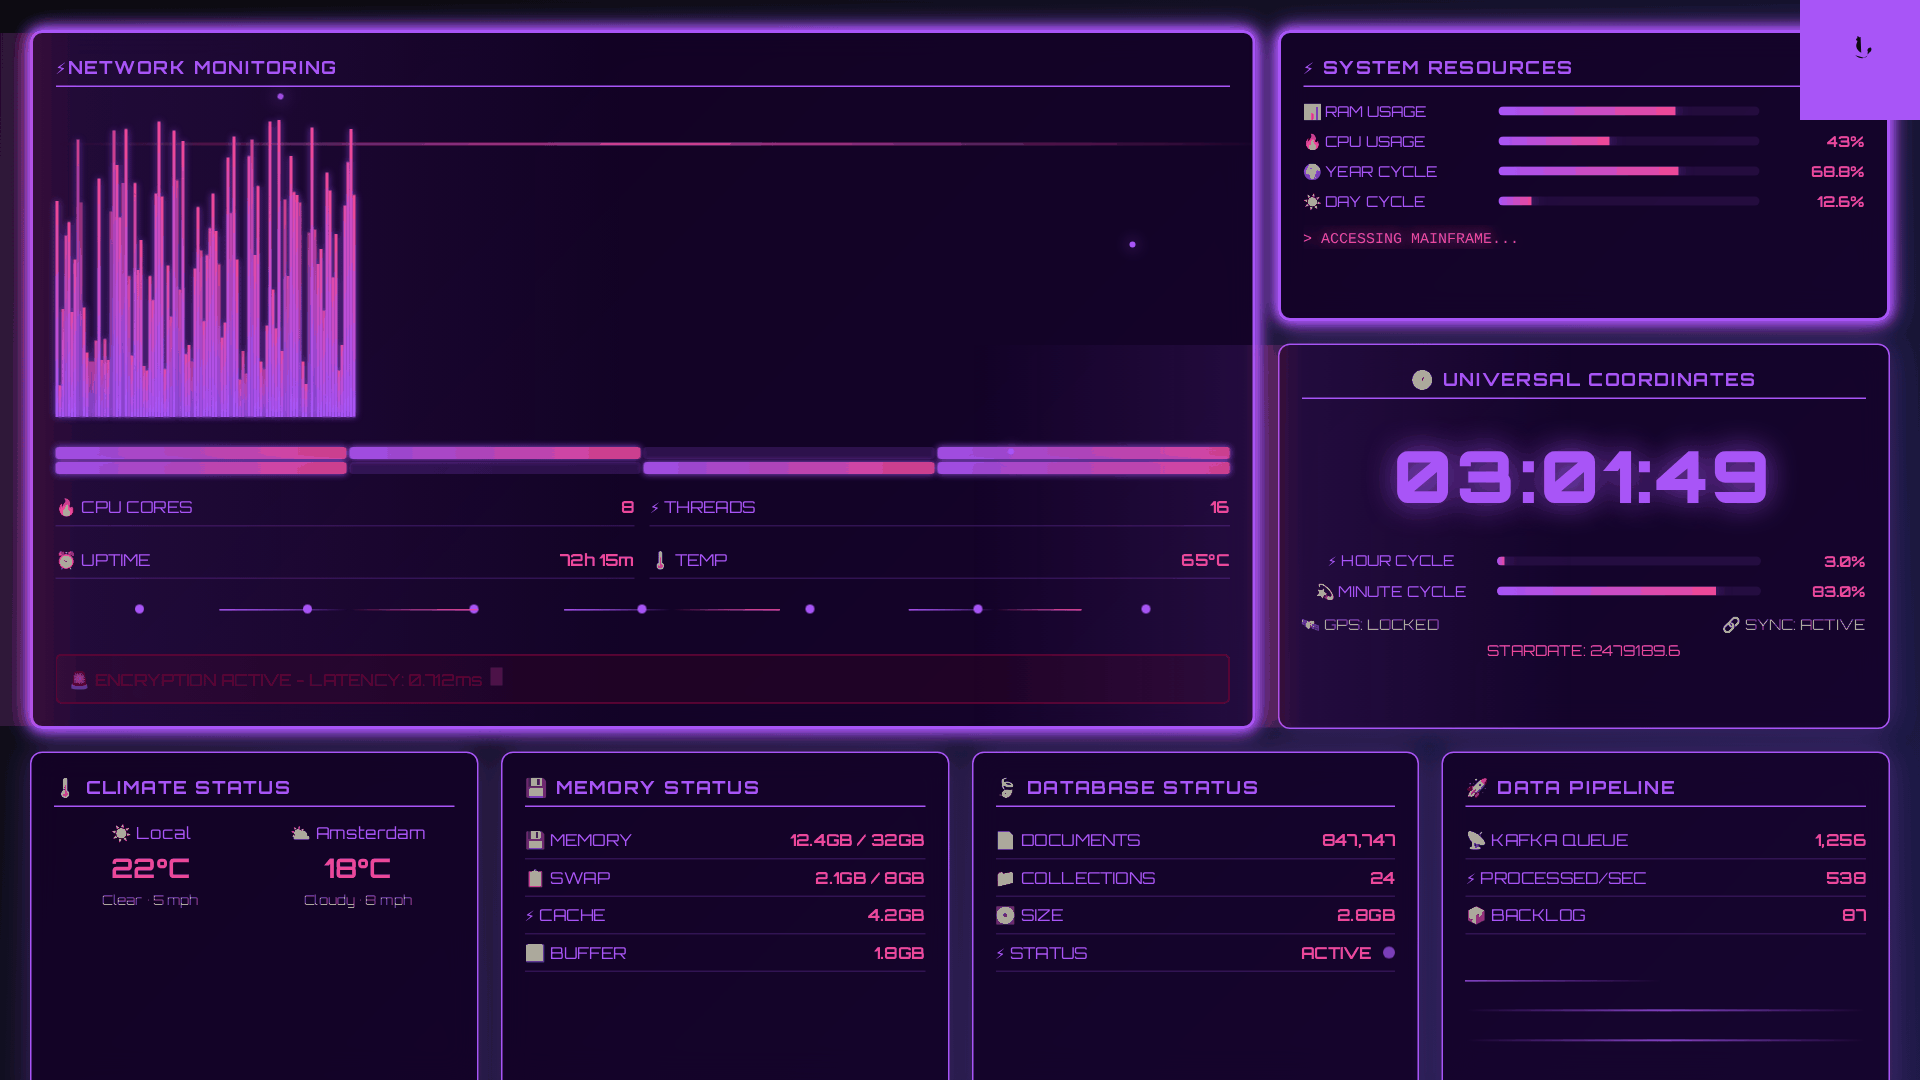 ⚡NETWORK MONITORING
🔥 CPU CORES 8
⚡ THREADS 16
⏰ UPTIME 72h 15m
🌡 TEMP 65°C
🚨 ENCRYPTION ACTIVE - LATENCY: 0.712ms
⚡ SYSTEM RESOURCES
📊 RAM USAGE
🔥 CPU USAGE 43%
🌍 YEAR CYCLE 68.8%
☀ DAY CYCLE 12.6%
> ACCESSING MAINFRAME...
🧭 UNIVERSAL COORDINATES
03:01:49
⚡ HOUR CYCLE 3.0%
💫 MINUTE CYCLE 83.0%
🛰 GPS: LOCKED
🔗 SYNC: ACTIVE
STARDATE: 2479189.6
🌡 CLIMATE STATUS
☀ Local
22°C
Clear · 5 mph
⛅ Amsterdam
18°C
Cloudy · 8 mph
💾 MEMORY STATUS
💾 MEMORY 12.4GB / 32GB
📋 SWAP 2.1GB / 8GB
⚡ CACHE 4.2GB
BUFFER 1.8GB
🍃 DATABASE STATUS
📄 DOCUMENTS 847,747
📁 COLLECTIONS 24
💽 SIZE 2.8GB
⚡ STATUS ACTIVE
🚀 DATA PIPELINE
📡 KAFKA QUEUE 1,256
⚡ PROCESSED/SEC 538
📦 BACKLOG 87